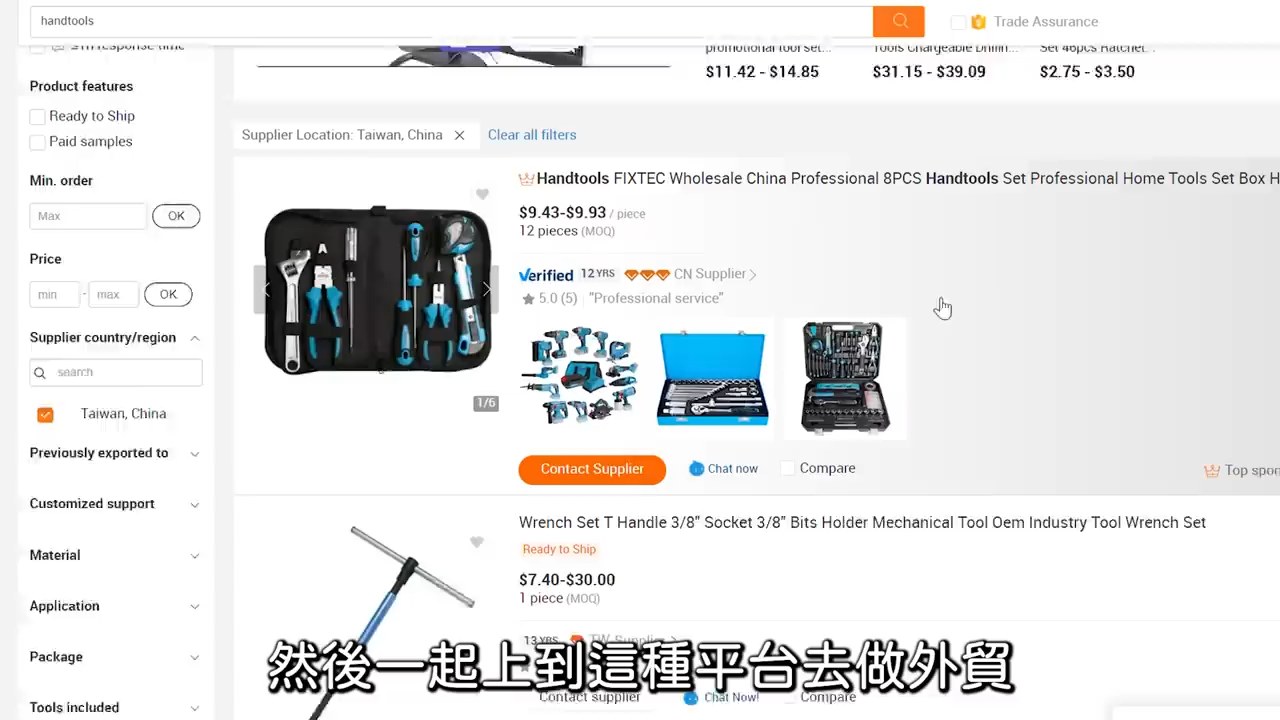 handtools
Trade Assurance
≤1h response time
promotional tool set...
Tools Chargeable Drillin...
Set 46pcs Ratchet...
$11.42 - $14.85
$31.15 - $39.09
$2.75 - $3.50
Product features
Ready to Ship
Paid samples
Min. order
Max
OK
Price
min
-
max
OK
Supplier country/region
search
Taiwan, China
Previously exported to
Customized support
Material
Application
Package
Tools included
Supplier Location: Taiwan, China
Clear all filters
1/6
Handtools FIXTEC Wholesale China Professional 8PCS Handtools Set Professional Home Tools Set Box H
$9.43-$9.93 / piece
12 pieces (MOQ)
Verified 12 YRS CN Supplier
5.0 (5) "Professional service"
Contact Supplier
Chat now
Compare
Top spon
Wrench Set T Handle 3/8" Socket 3/8" Bits Holder Mechanical Tool Oem Industry Tool Wrench Set
Ready to Ship
$7.40-$30.00
1 piece (MOQ)
13 YRS TW Supplier
然後一起上到這種平台去做外貿
Contact supplier
Chat Now!
Compare